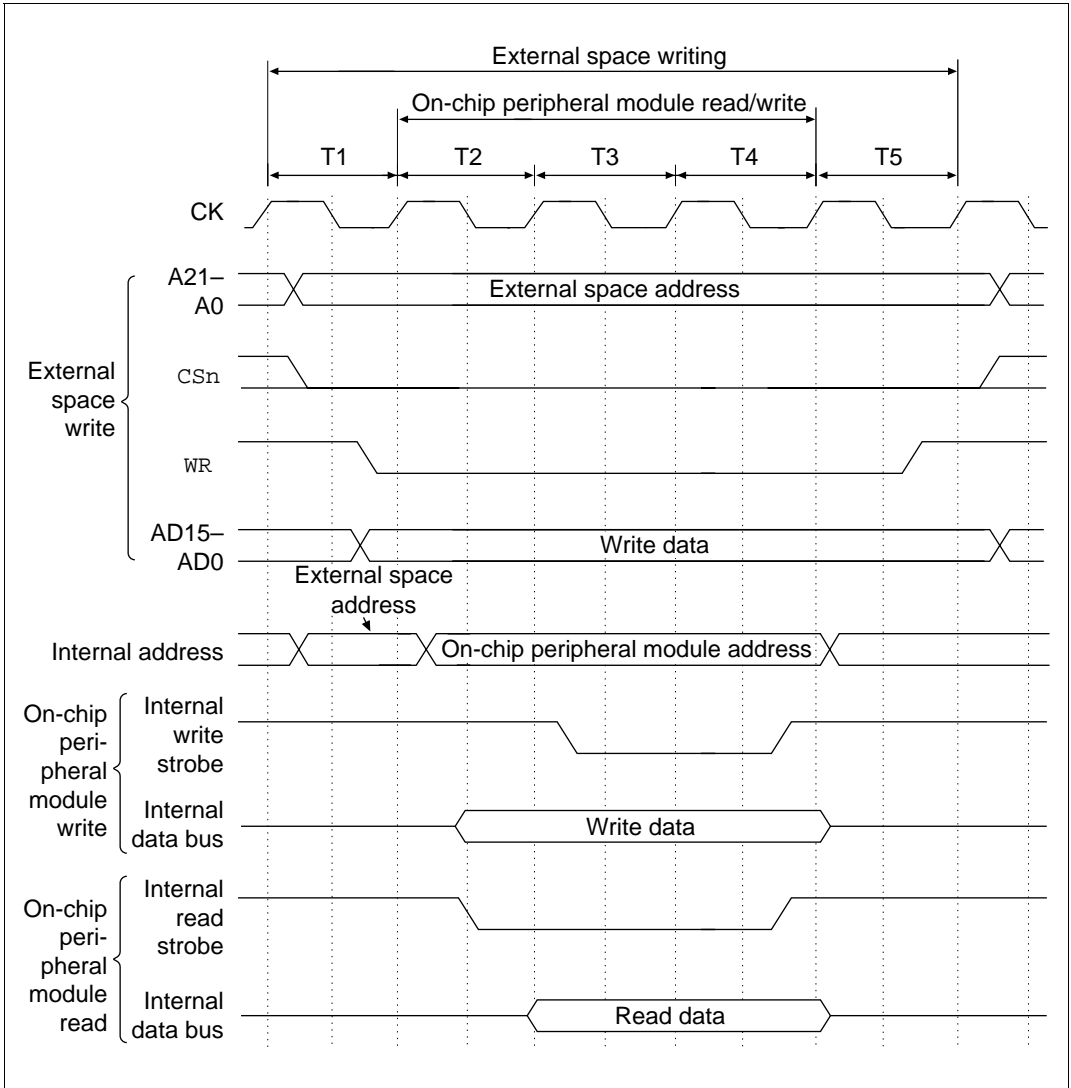 External space writing
On-chip peripheral module read/write
T1 T2 T3 T4 T5
CK
A21–
A0
External space address
External
space
write
CSn
WR
AD15–
AD0
Write data
External space
address
Internal address
On-chip peripheral module address
On-chip
peri-
pheral
module
write
Internal
write
strobe
Internal
data bus
Write data
On-chip
peri-
pheral
module
read
Internal
read
strobe
Internal
data bus
Read data